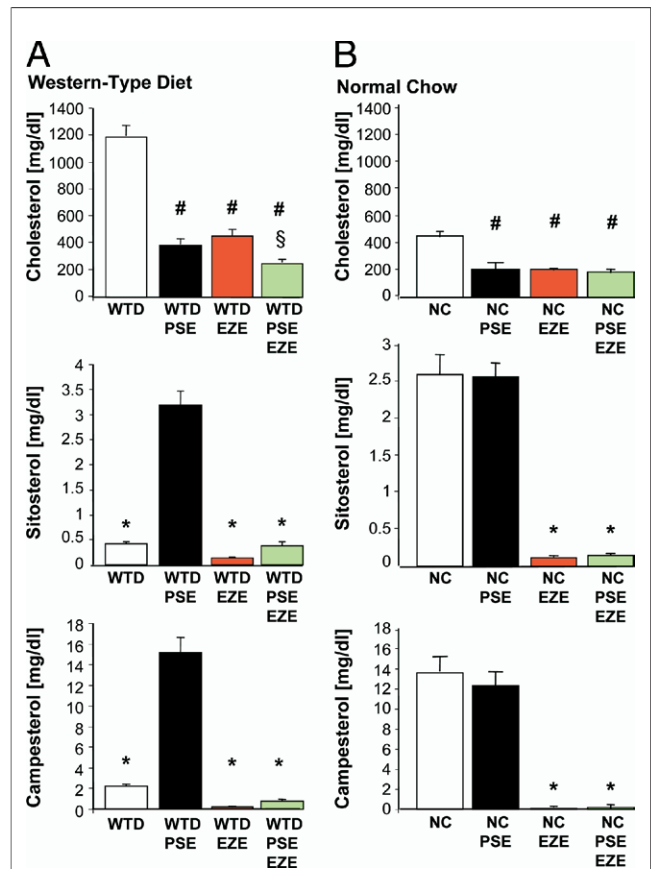 A
Western-Type Diet
Cholesterol [mg/dl]
1400
1200
1000
800
600
400
200
0
#
#
#
§
WTD
WTD
PSE
WTD
EZE
WTD
PSE
EZE
Sitosterol [mg/dl]
4
3.5
3
2.5
2
1.5
1
0.5
0
*
*
*
WTD
WTD
PSE
WTD
EZE
WTD
PSE
EZE
Campesterol [mg/dl]
18
16
14
12
10
8
6
4
2
0
*
*
*
WTD
WTD
PSE
WTD
EZE
WTD
PSE
EZE
B
Normal Chow
Cholesterol [mg/dl]
1400
1200
1000
800
600
400
200
0
#
#
#
NC
NC
PSE
NC
EZE
NC
PSE
EZE
Sitosterol [mg/dl]
3
2.5
2
1.5
1
0.5
0
*
*
NC
NC
PSE
NC
EZE
NC
PSE
EZE
Campesterol [mg/dl]
18
16
14
12
10
8
6
4
2
0
*
*
NC
NC
PSE
NC
EZE
NC
PSE
EZE